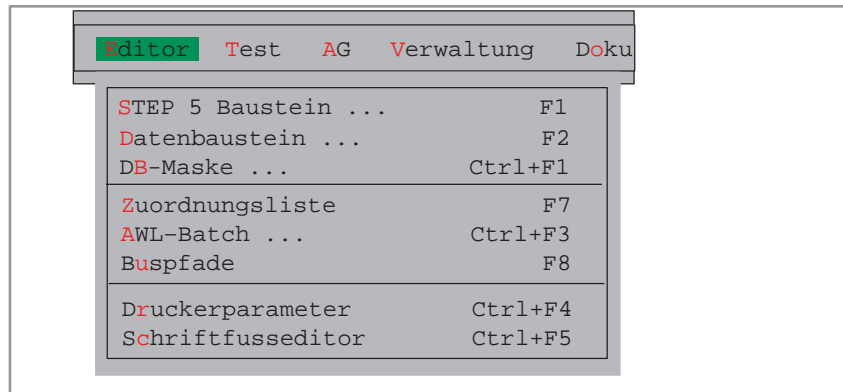 Editor Test AG Verwaltung Doku
STEP 5 Baustein ... F1
Datenbaustein ... F2
DB-Maske ... Ctrl+F1
Zuordnungsliste F7
AWL-Batch ... Ctrl+F3
Buspfade F8
Druckerparameter Ctrl+F4
Schriftfusseditor Ctrl+F5